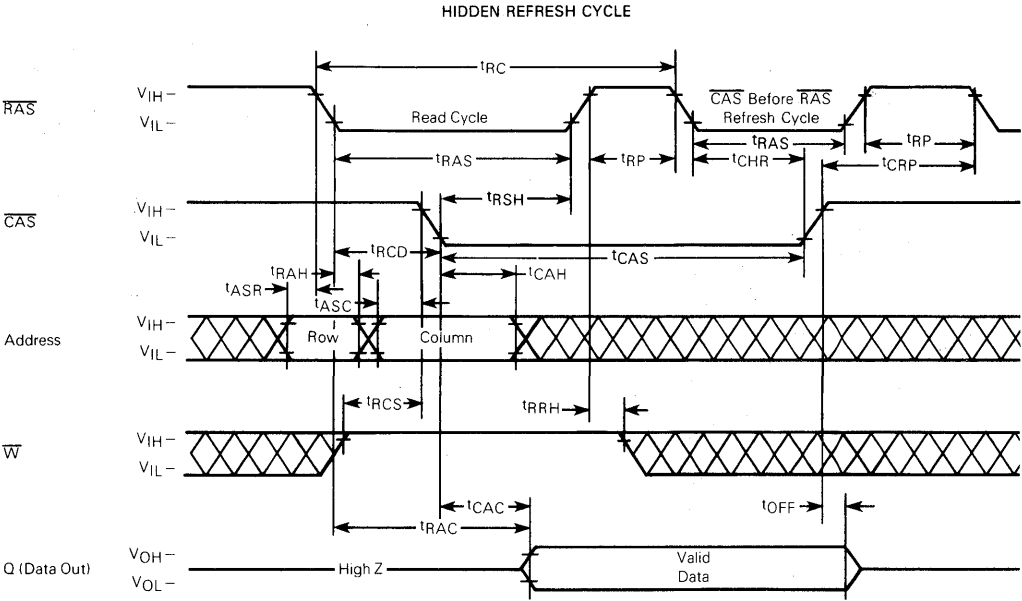 HIDDEN REFRESH CYCLE
tRC
RAS
VIH
VIL
Read Cycle
CAS Before RAS
Refresh Cycle
tRAS
tRP
tCHR
tRAS
tRP
tCRP
tRSH
CAS
VIH
VIL
tRCD
tCAS
tRAH
tCAH
tASR
tASC
Address
VIH
VIL
Row
Column
tRCS
tRRH
W
VIH
VIL
tCAC
tOFF
tRAC
Q (Data Out)
VOH
VOL
High Z
Valid
Data